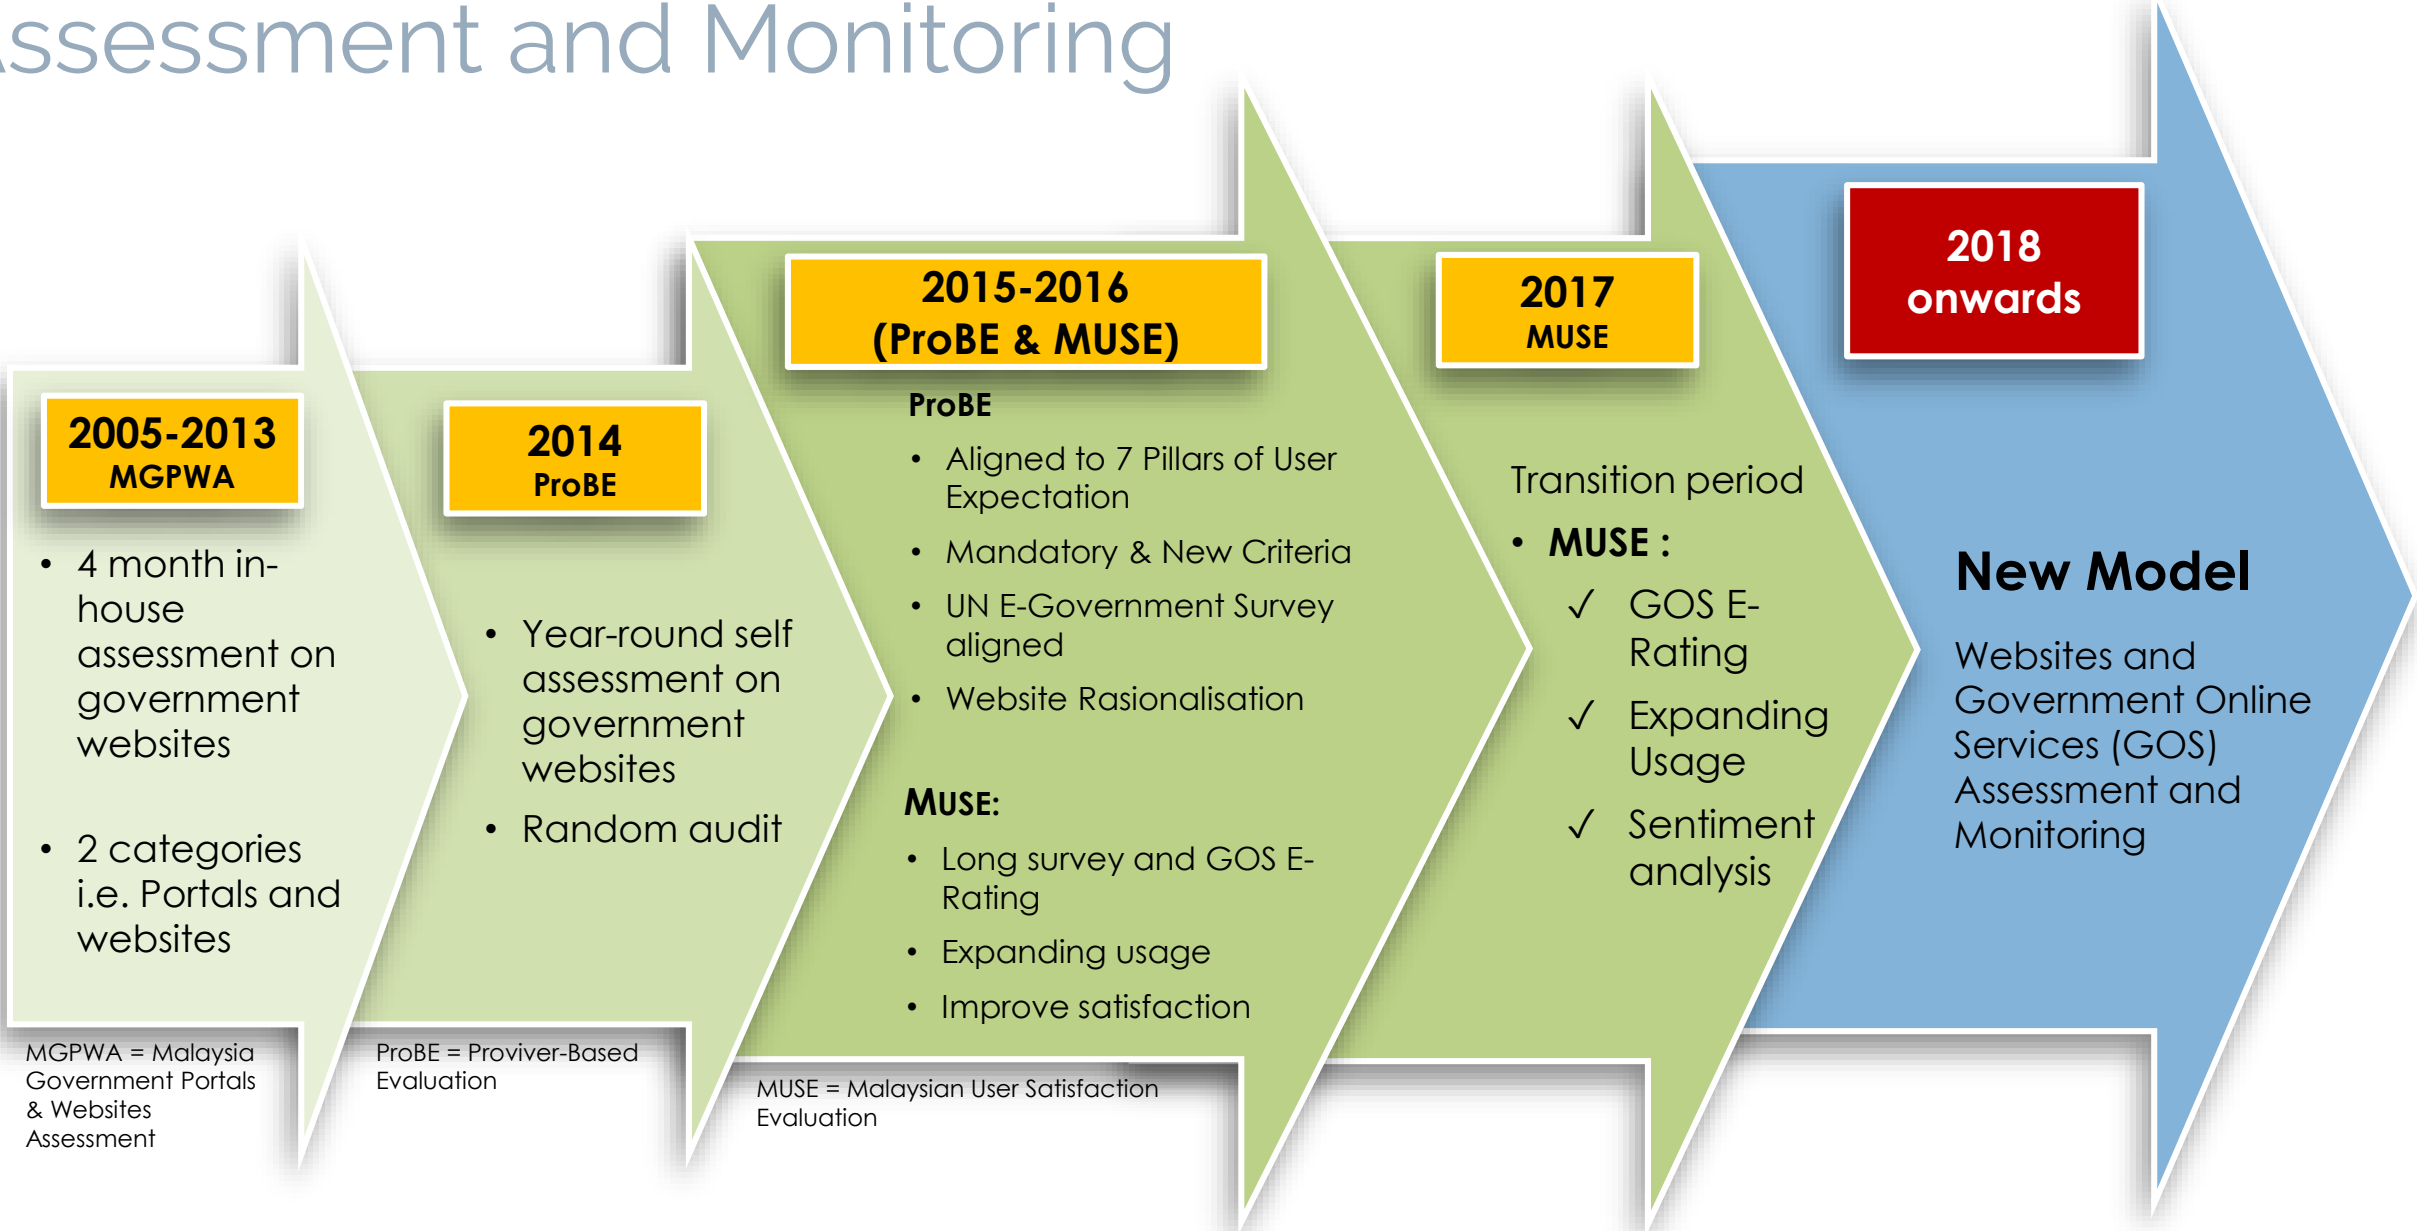 Assessment and Monitoring
2005-2013
MGPWA
• 4 month in-
house
assessment on
government
websites
• 2 categories
i.e. Portals and
websites
MGPWA = Malaysia
Government Portals
& Websites
Assessment
2014
ProBE
• Year-round self
assessment on
government
websites
• Random audit
ProBE = Proviver-Based
Evaluation
2015-2016
(ProBE & MUSE)
ProBE
• Aligned to 7 Pillars of User
Expectation
• Mandatory & New Criteria
• UN E-Government Survey
aligned
• Website Rasionalisation
MUSE:
• Long survey and GOS E-
Rating
• Expanding usage
• Improve satisfaction
MUSE = Malaysian User Satisfaction
Evaluation
2017
MUSE
Transition period
• MUSE :
✓ GOS E-
Rating
✓ Expanding
Usage
✓ Sentiment
analysis
2018
onwards
New Model
Websites and
Government Online
Services (GOS)
Assessment and
Monitoring